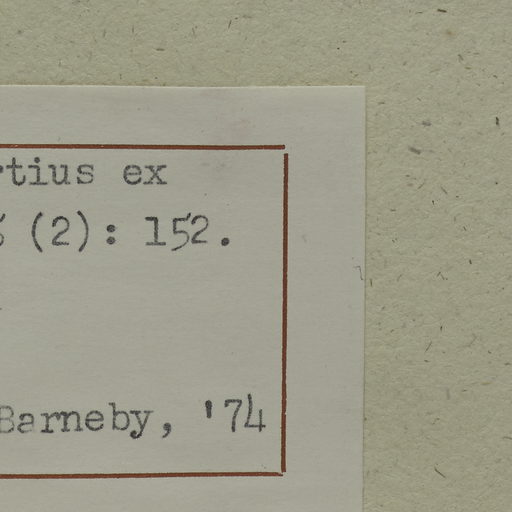 rtius ex
(2): 152.
Barneby, '74